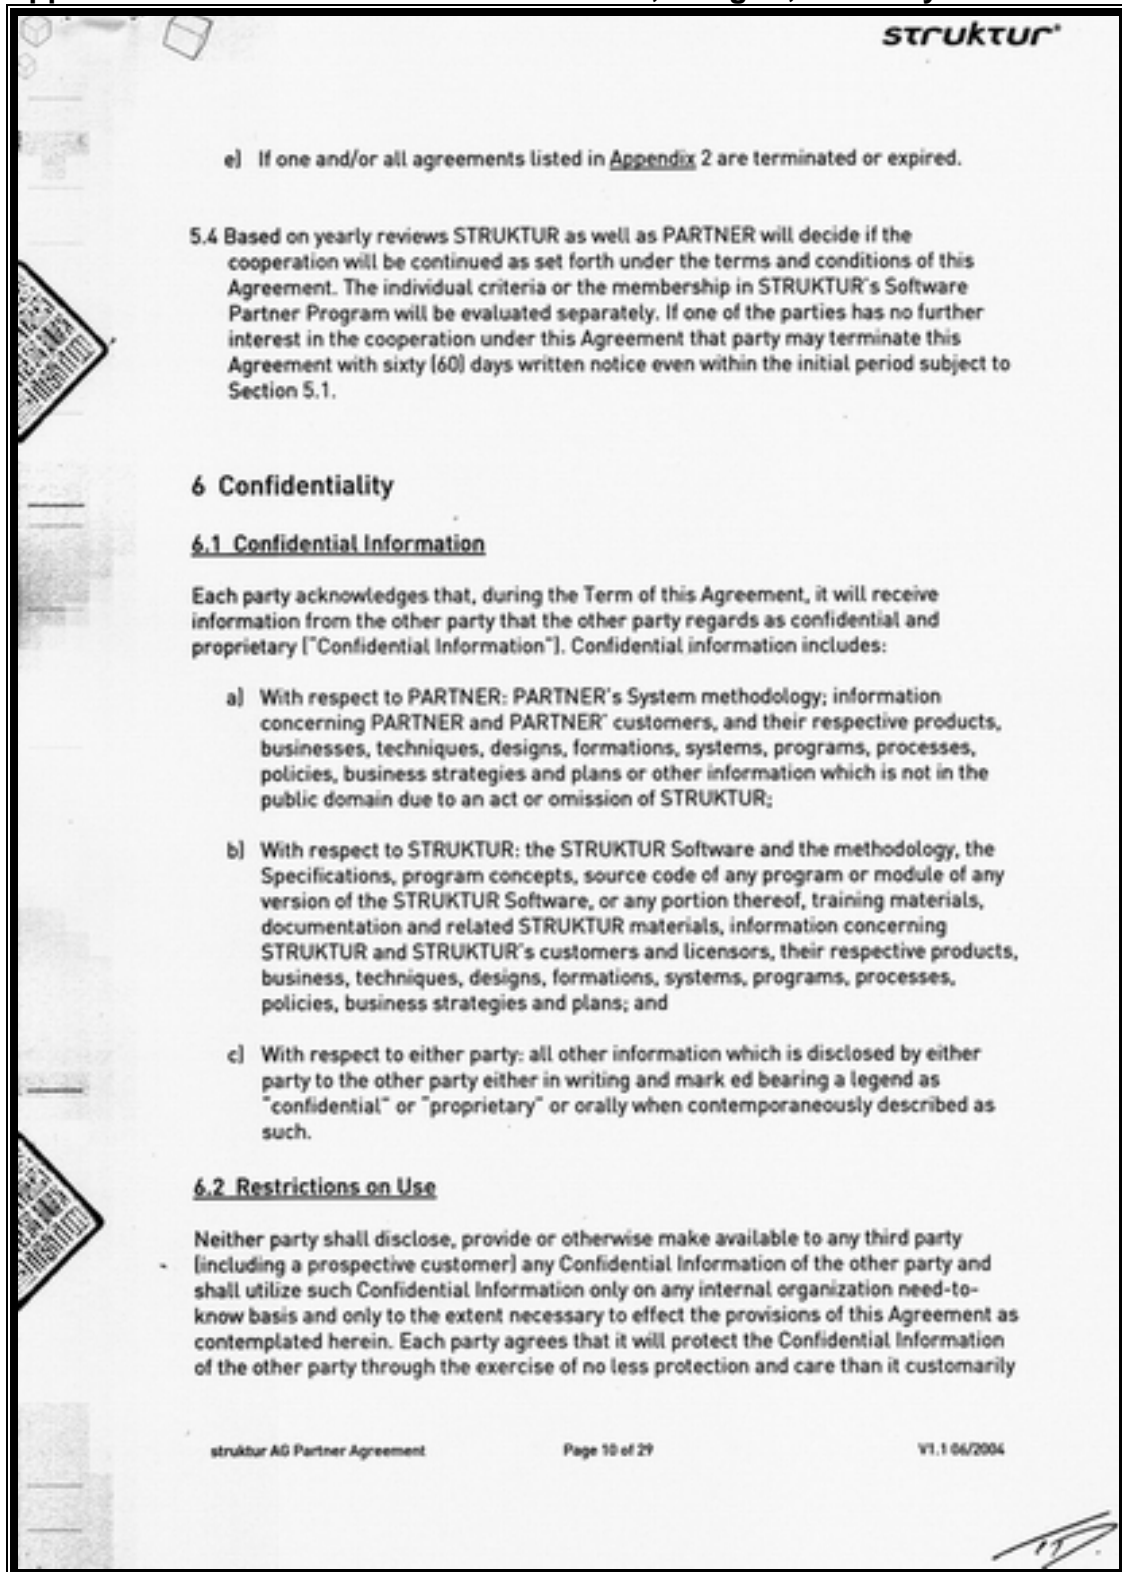 struktur
e) If one and/or all agreements listed in Appendix 2 are terminated or expired.
5.4 Based on yearly reviews STRUKTUR as well as PARTNER will decide if the
cooperation will be continued as set forth under the terms and conditions of this
Agreement. The individual criteria or the membership in STRUKTUR's Software
Partner Program will be evaluated separately. If one of the parties has no further
interest in the cooperation under this Agreement that party may terminate this
Agreement with sixty (60) days written notice even within the initial period subject to
Section 5.1.
6 Confidentiality
6.1 Confidential Information
Each party acknowledges that, during the Term of this Agreement, it will receive
information from the other party that the other party regards as confidential and
proprietary ("Confidential Information"). Confidential information includes:
a) With respect to PARTNER: PARTNER's System methodology; information
concerning PARTNER and PARTNER' customers, and their respective products,
businesses, techniques, designs, formations, systems, programs, processes,
policies, business strategies and plans or other information which is not in the
public domain due to an act or omission of STRUKTUR;
b) With respect to STRUKTUR: the STRUKTUR Software and the methodology, the
Specifications, program concepts, source code of any program or module of any
version of the STRUKTUR Software, or any portion thereof, training materials,
documentation and related STRUKTUR materials, information concerning
STRUKTUR and STRUKTUR's customers and licensors, their respective products,
business, techniques, designs, formations, systems, programs, processes,
policies, business strategies and plans; and
c) With respect to either party: all other information which is disclosed by either
party to the other party either in writing and mark ed bearing a legend as
"confidential" or "proprietary" or orally when contemporaneously described as
such.
6.2 Restrictions on Use
Neither party shall disclose, provide or otherwise make available to any third party
(including a prospective customer) any Confidential Information of the other party and
shall utilize such Confidential Information only on any internal organization need-to-
know basis and only to the extent necessary to effect the provisions of this Agreement as
contemplated herein. Each party agrees that it will protect the Confidential Information
of the other party through the exercise of no less protection and care than it customarily
struktur AG Partner Agreement Page 10 of 29 V1.1 06/2004